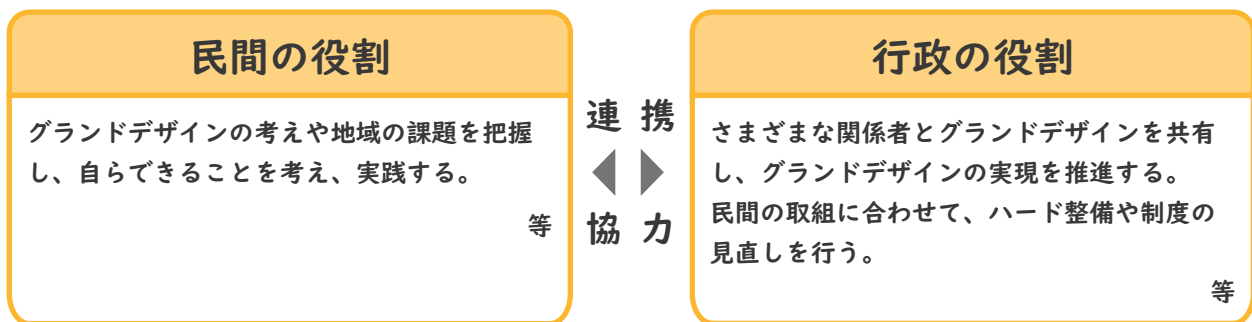 民間の役割
グランドデザインの考えや地域の課題を把握
し、自らできることを考え、実践する。
等
連携
協力
行政の役割
さまざまな関係者とグランドデザインを共有
し、グランドデザインの実現を推進する。
民間の取組に合わせて、ハード整備や制度の
見直しを行う。
等